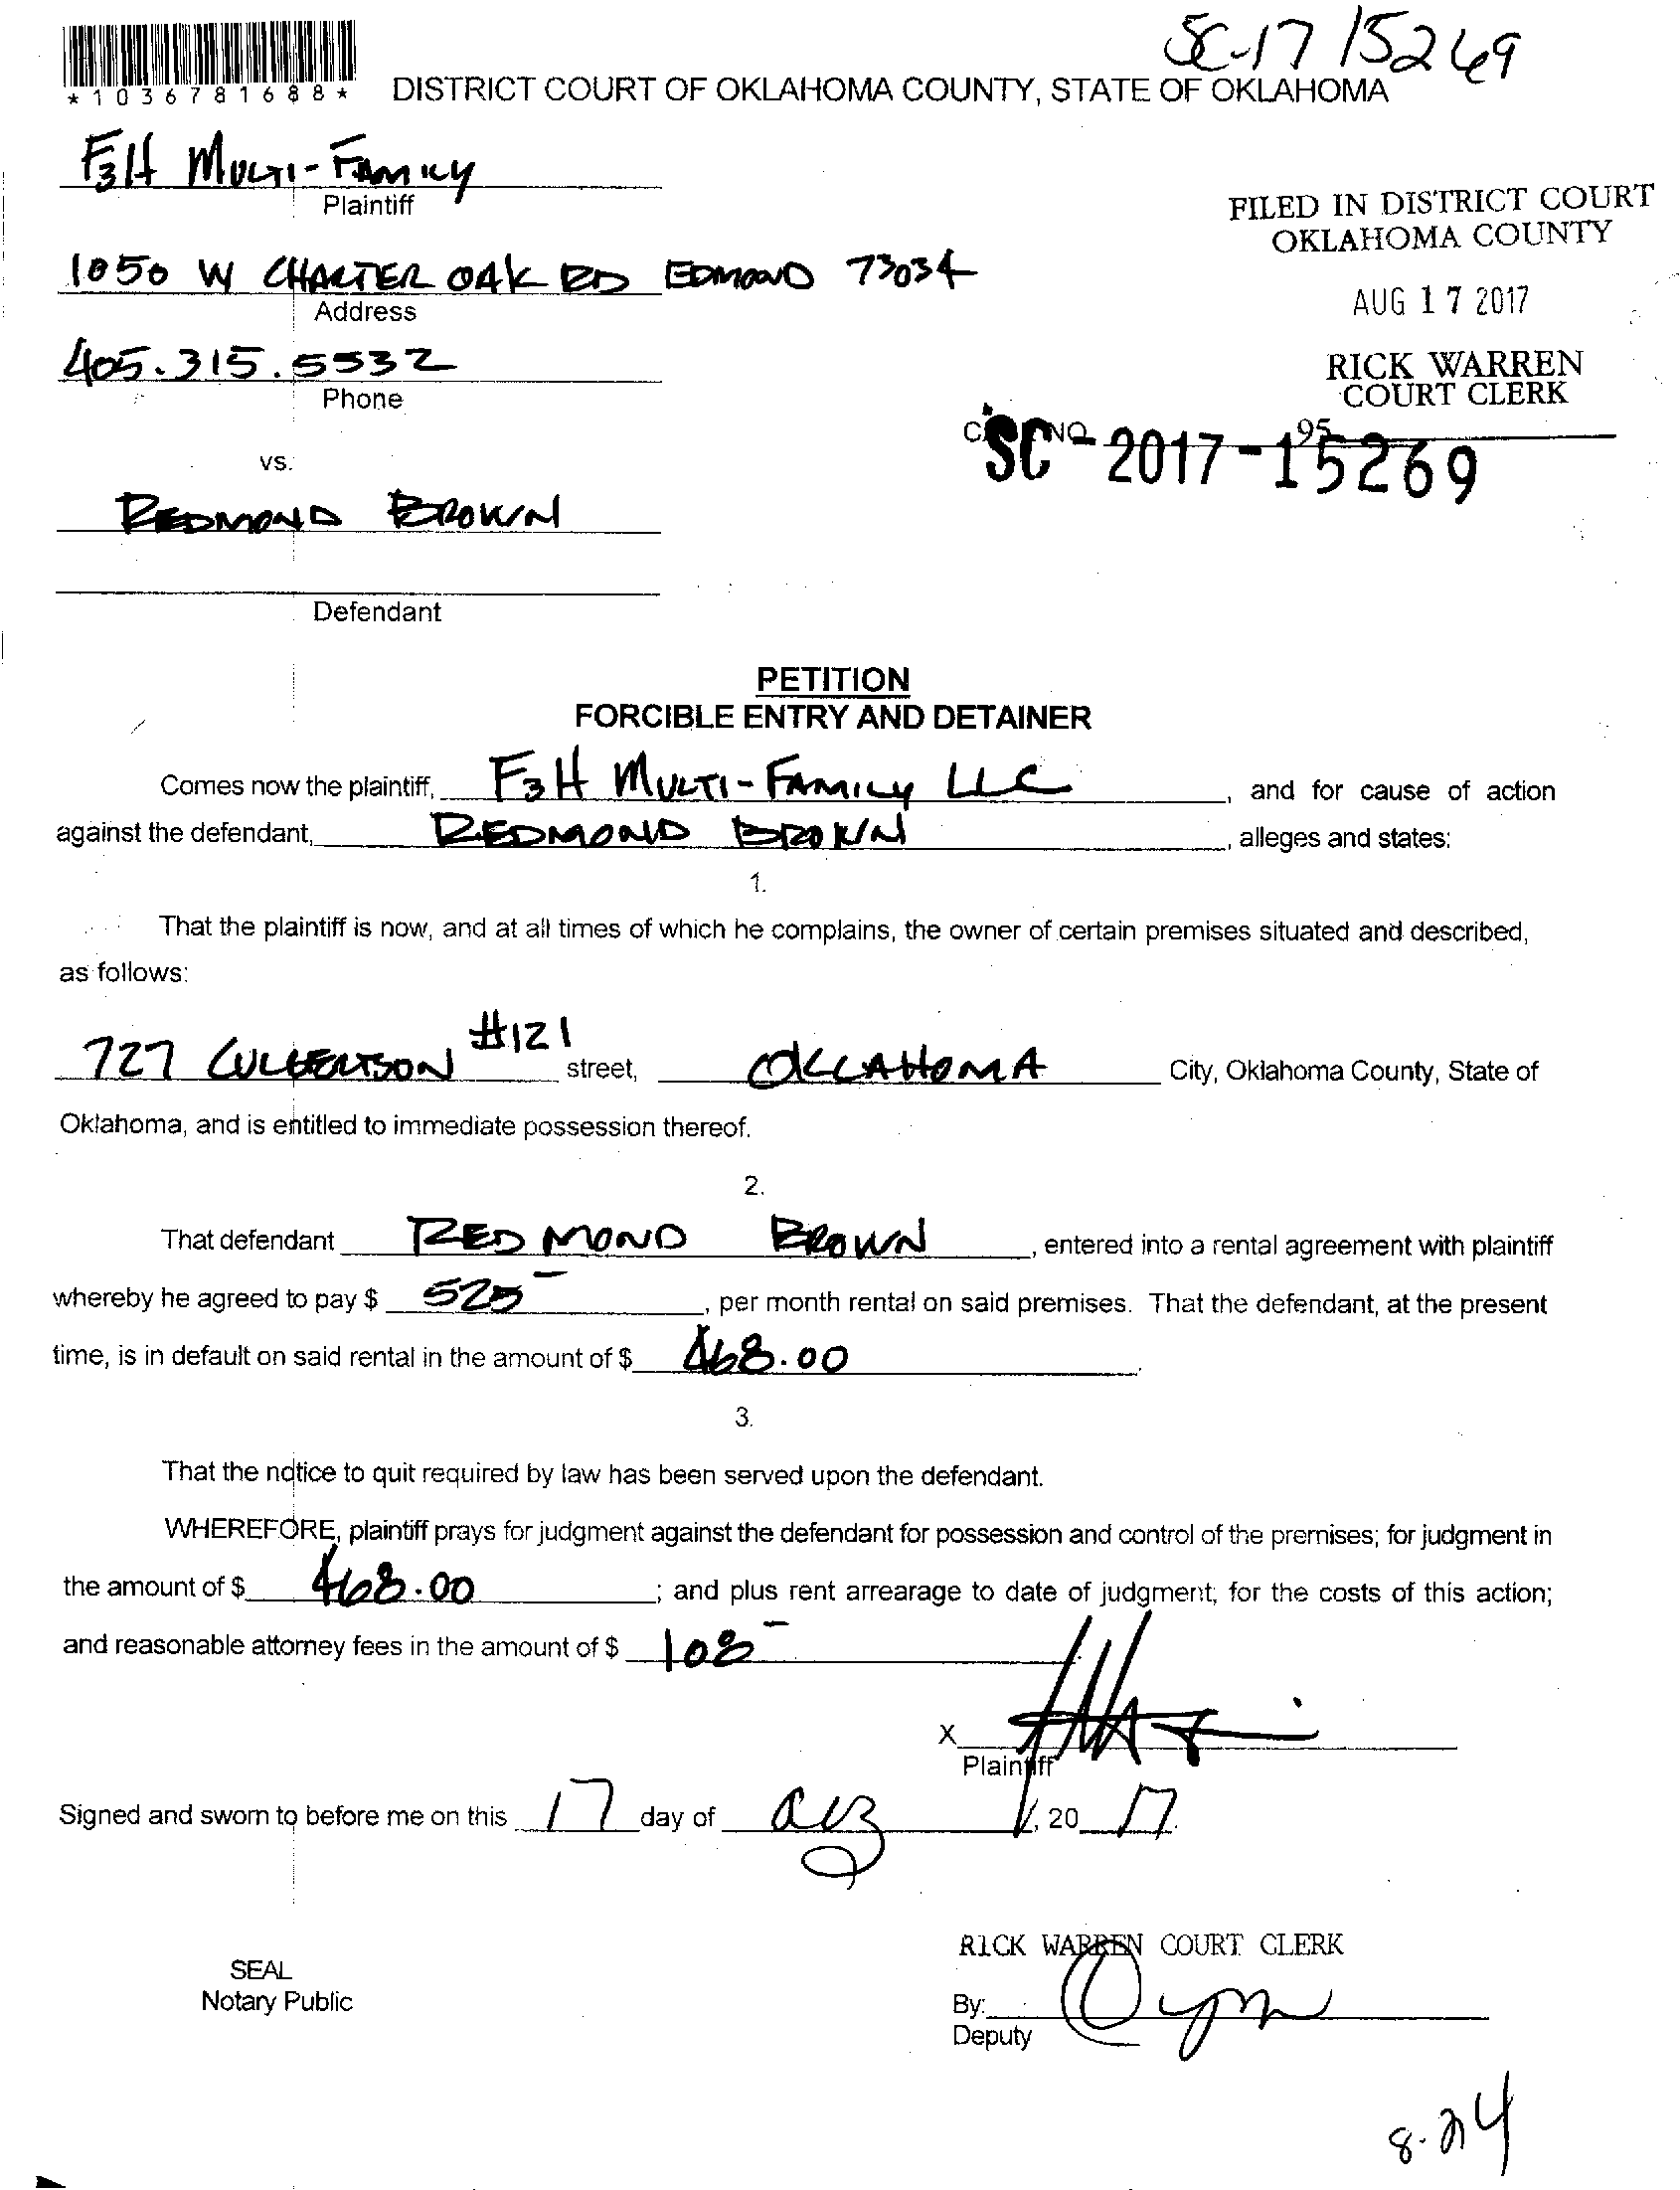 SC-17 15269
*1036781688*
DISTRICT COURT OF OKLAHOMA COUNTY, STATE OF OKLAHOMA
F3H MULTI-FAMILY
Plaintiff
FILED IN DISTRICT COURT
OKLAHOMA COUNTY
1050 W CHARTER OAK RD EDMOND 73034
Address
AUG 17 2017
405.315.5532
Phone
RICK WARREN
COURT CLERK
SC-2017-15269
vs.
REDMOND BROWN
Defendant
PETITION
FORCIBLE ENTRY AND DETAINER
Comes now the plaintiff, F3H MULTI-FAMILY LLC, and for cause of action
against the defendant, REDMOND BROWN, alleges and states:
1.
That the plaintiff is now, and at all times of which he complains, the owner of certain premises situated and described,
as follows:
727 CULBERTSON #121 street, OKLAHOMA City, Oklahoma County, State of
Oklahoma, and is entitled to immediate possession thereof.
2.
That defendant REDMOND BROWN, entered into a rental agreement with plaintiff
whereby he agreed to pay $ 525-, per month rental on said premises. That the defendant, at the present
time, is in default on said rental in the amount of $ 468.00.
3.
That the notice to quit required by law has been served upon the defendant.
WHEREFORE, plaintiff prays for judgment against the defendant for possession and control of the premises; for judgment in
the amount of $ 468.00; and plus rent arrearage to date of judgment; for the costs of this action;
and reasonable attorney fees in the amount of $ 108-
X
Plaintiff
Signed and sworn to before me on this 17 day of aug, 20 17.
RICK WARREN COURT CLERK
SEAL
Notary Public
By:
Deputy
8-24